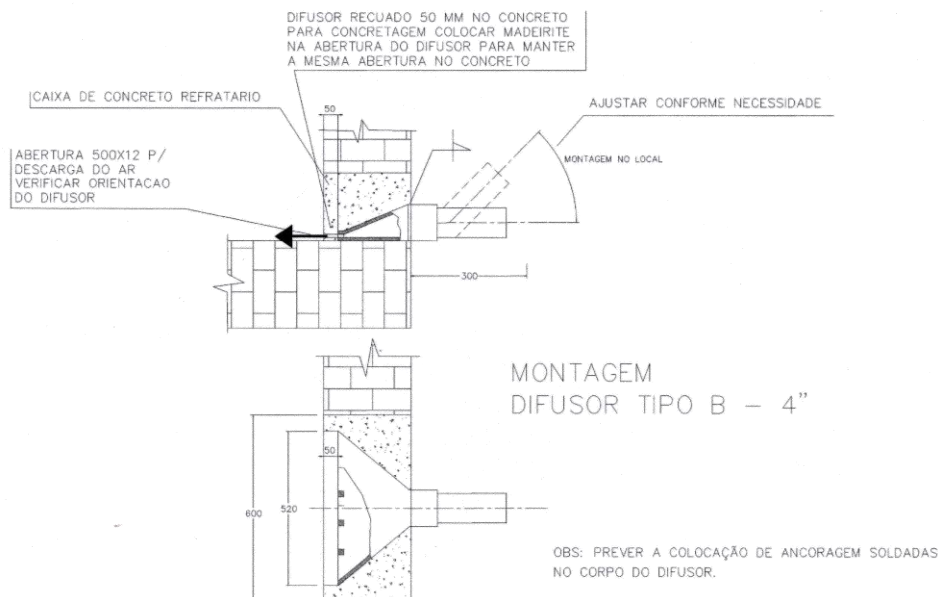 DIFUSOR RECUADO 50 MM NO CONCRETO
PARA CONCRETAGEM COLOCAR MADEIRITE
NA ABERTURA DO DIFUSOR PARA MANTER
A MESMA ABERTURA NO CONCRETO
CAIXA DE CONCRETO REFRATARIO
50
AJUSTAR CONFORME NECESSIDADE
ABERTURA 500X12 P/
DESCARGA DO AR
VERIFICAR ORIENTACAO
DO DIFUSOR
MONTAGEM NO LOCAL
300
MONTAGEM
DIFUSOR TIPO B – 4"
50
600
520
OBS: PREVER A COLOCAÇÃO DE ANCORAGEM SOLDADAS
NO CORPO DO DIFUSOR.